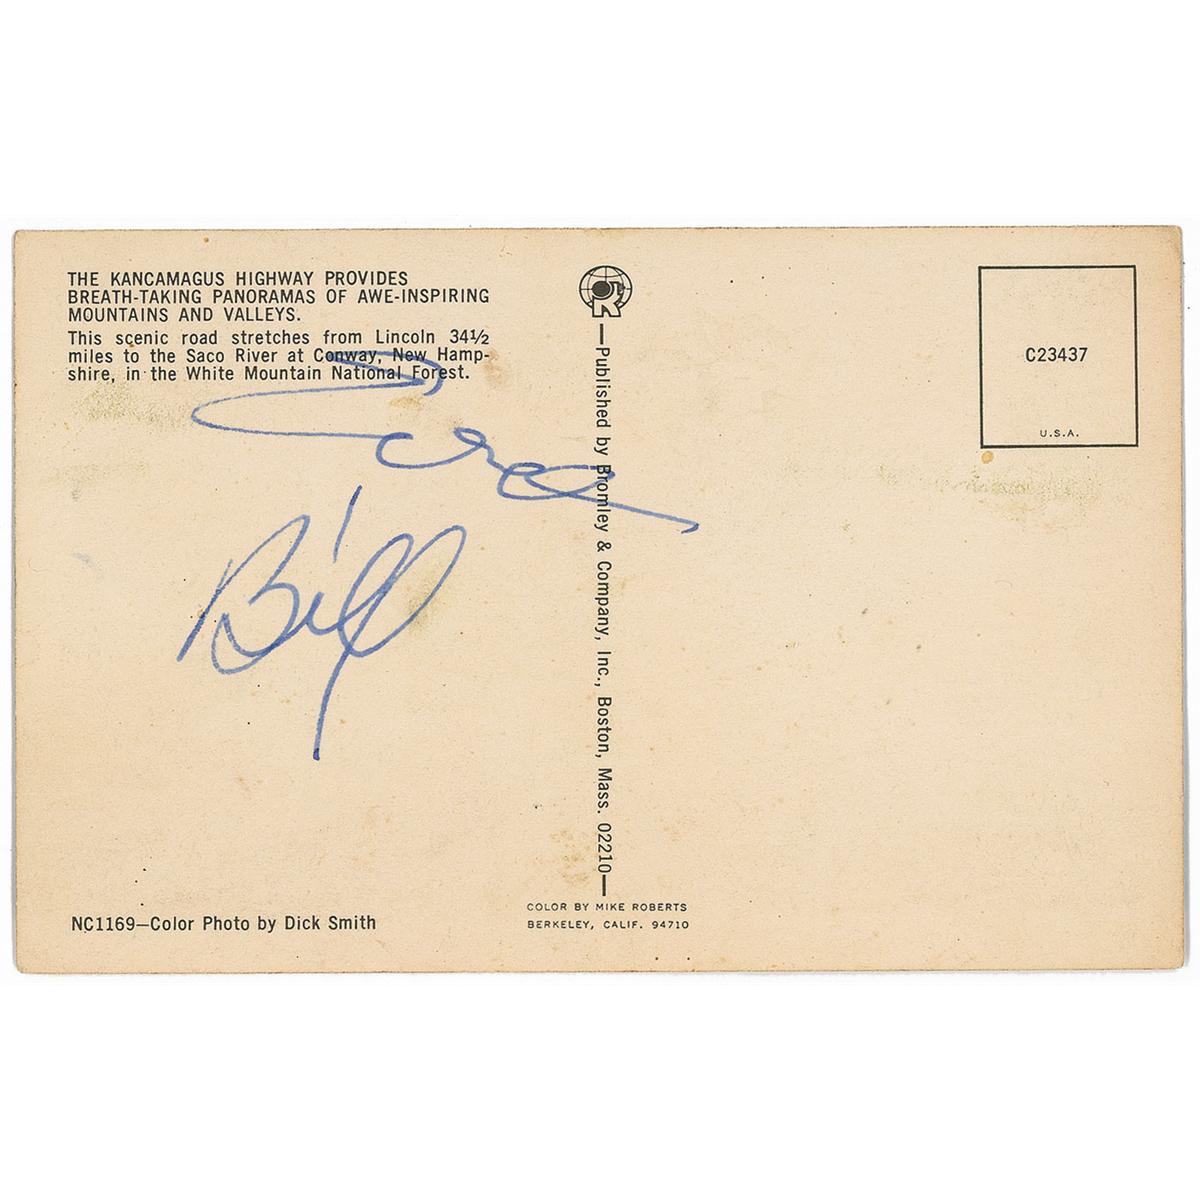 THE KANCAMAGUS HIGHWAY PROVIDES
BREATH-TAKING PANORAMAS OF AWE-INSPIRING
MOUNTAINS AND VALLEYS.
This scenic road stretches from Lincoln 34½
miles to the Saco River at Conway, New Hamp-
shire, in the White Mountain National Forest.
Bill
NC1169—Color Photo by Dick Smith
—Published by Bromley & Company, Inc., Boston, Mass. 02210—
COLOR BY MIKE ROBERTS
BERKELEY, CALIF. 94710
C23437
U.S.A.